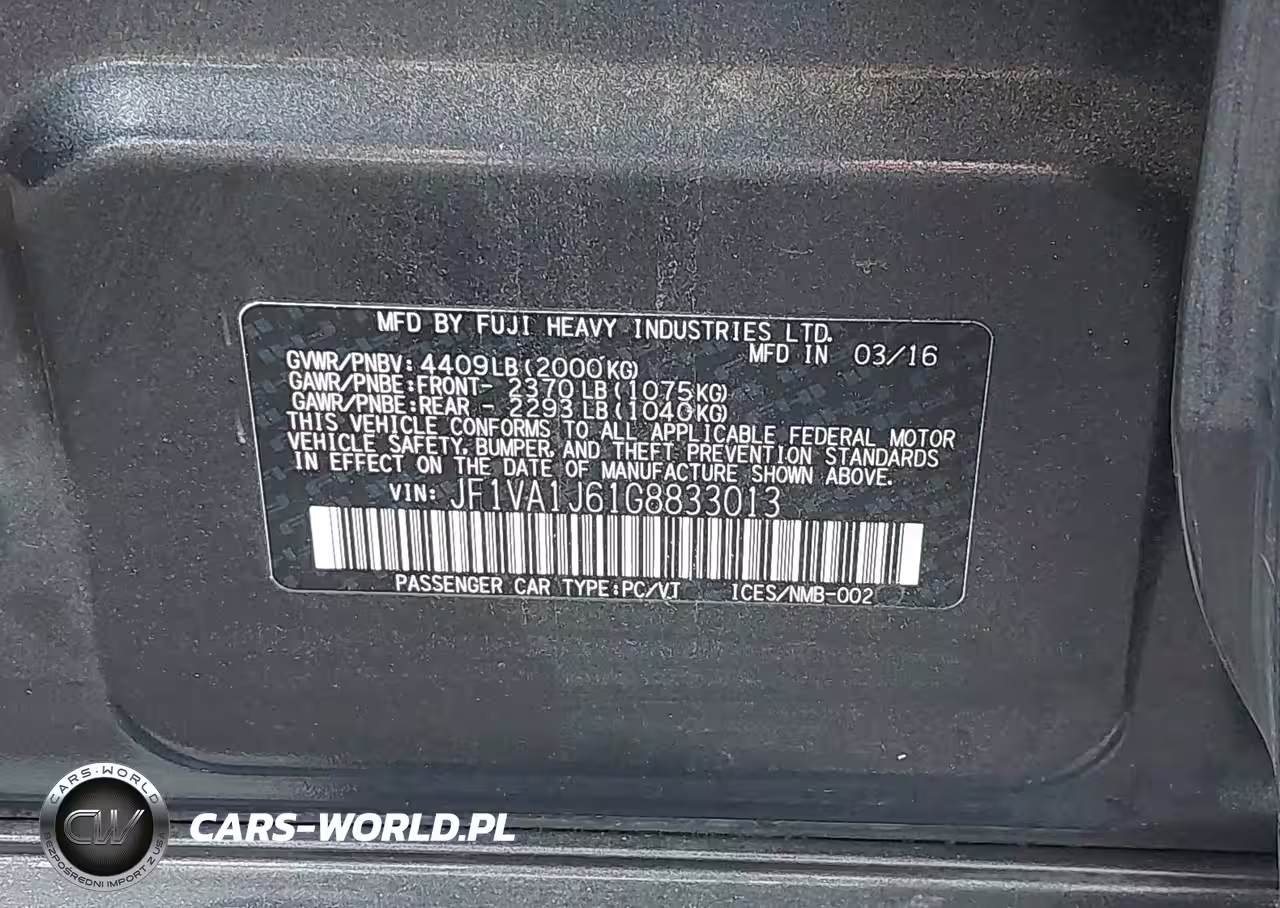 MFD BY FUJI HEAVY INDUSTRIES LTD.
MFD IN 03/16
GVWR/PNBV: 4409LB(2000KG)
GAWR/PNBE:FRONT- 2370LB(1075KG)
GAWR/PNBE:REAR - 2293LB(1040KG)
THIS VEHICLE CONFORMS TO ALL APPLICABLE FEDERAL MOTOR
VEHICLE SAFETY, BUMPER, AND THEFT PREVENTION STANDARDS
IN EFFECT ON THE DATE OF MANUFACTURE SHOWN ABOVE.
VIN: JF1VA1J61G8833013
PASSENGER CAR TYPE:PC/VT ICES/NMB-002
CARS-WORLD
CW
BEZPOŚREDNI IMPORT Z USA
CARS-WORLD.PL